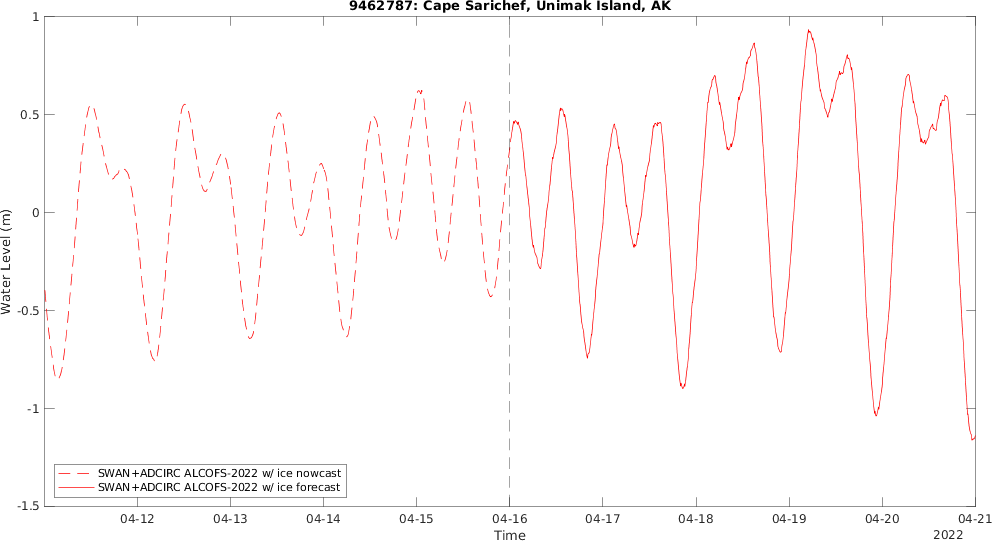 9462787: Cape Sarichef, Unimak Island, AK
1
0.5
0
-0.5
-1
-1.5
Water Level (m)
SWAN+ADCIRC ALCOFS-2022 w/ ice nowcast
SWAN+ADCIRC ALCOFS-2022 w/ ice forecast
04-12 04-13 04-14 04-15 04-16 04-17 04-18 04-19 04-20 04-21
Time
2022